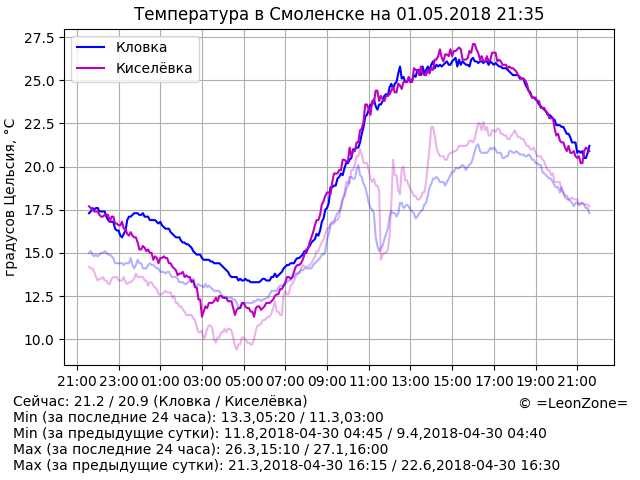 Температура в Смоленске на 01.05.2018 21:35
градусов Цельсия, °C
27.5
25.0
22.5
20.0
17.5
15.0
12.5
10.0
Кловка
Киселёвка
21:00 23:00 01:00 03:00 05:00 07:00 09:00 11:00 13:00 15:00 17:00 19:00 21:00
Сейчас: 21.2 / 20.9 (Кловка / Киселёвка)
© =LeonZone=
Min (за последние 24 часа): 13.3,05:20 / 11.3,03:00
Min (за предыдущие сутки): 11.8,2018-04-30 04:45 / 9.4,2018-04-30 04:40
Max (за последние 24 часа): 26.3,15:10 / 27.1,16:00
Max (за предыдущие сутки): 21.3,2018-04-30 16:15 / 22.6,2018-04-30 16:30